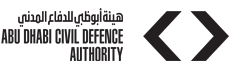 هيئة أبوظبي للدفاع المدني
ABU DHABI CIVIL DEFENCE
AUTHORITY